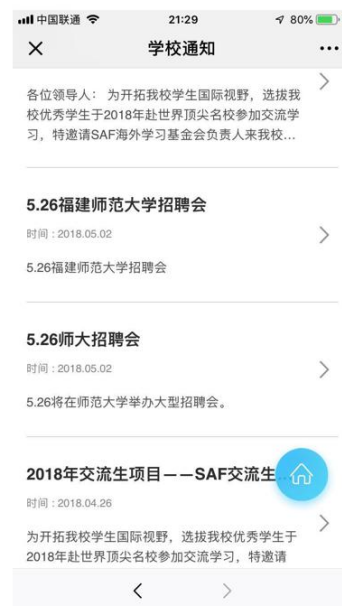 中国联通 21:29 80%
学校通知
各位领导人： 为开拓我校学生国际视野，选拔我
校优秀学生于2018年赴世界顶尖名校参加交流学
习，特邀请SAF海外学习基金会负责人来我校...
5.26福建师范大学招聘会
时间 : 2018.05.02
5.26福建师范大学招聘会
5.26师大招聘会
时间 : 2018.05.02
5.26将在师范大学举办大型招聘会。
2018年交流生项目——SAF交流生...
时间 : 2018.04.26
为开拓我校学生国际视野，选拔我校优秀学生于
2018年赴世界顶尖名校参加交流学习，特邀请